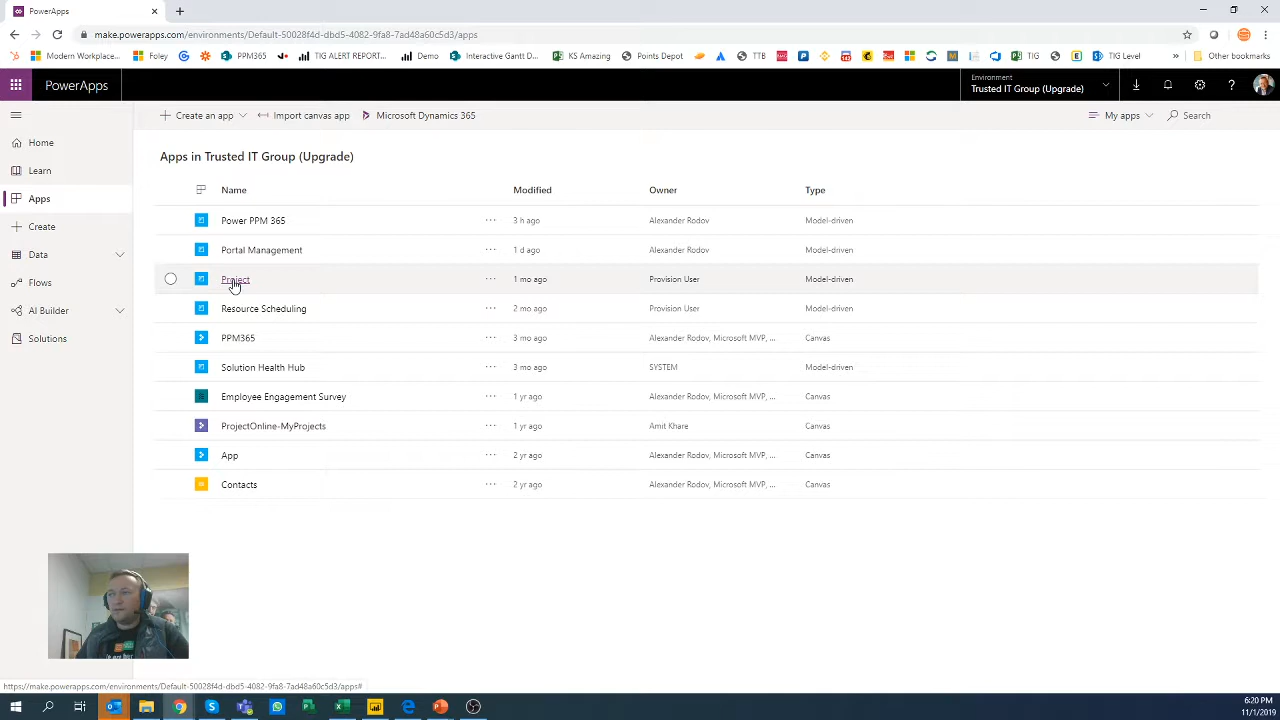 PowerApps
make.powerapps.com/environments/Default-50028f4d-dbd5-4082-9fa8-7ad48a60c5d3/apps
Modern Workplace... Foley PPM365 TIG ALERT REPORT... Demo Interactive Gantt D... KS Amazing Points Depot TTB TIG TIG Level » Other bookmarks
PowerApps
Environment
Trusted IT Group (Upgrade)
Create an app Import canvas app Microsoft Dynamics 365 My apps Search
Home
Learn
Apps
Create
Data
Flows
AI Builder
Solutions
Apps in Trusted IT Group (Upgrade)
Name Modified Owner Type
Power PPM 365 ... 3 h ago Alexander Rodov Model-driven
Portal Management ... 1 d ago Alexander Rodov Model-driven
Project ... 1 mo ago Provision User Model-driven
Resource Scheduling ... 2 mo ago Provision User Model-driven
PPM365 ... 3 mo ago Alexander Rodov, Microsoft MVP, ... Canvas
Solution Health Hub ... 3 mo ago SYSTEM Model-driven
Employee Engagement Survey ... 1 yr ago Alexander Rodov, Microsoft MVP, ... Canvas
ProjectOnline-MyProjects ... 1 yr ago Amit Khare Canvas
App ... 2 yr ago Alexander Rodov, Microsoft MVP, ... Canvas
Contacts ... 2 yr ago Alexander Rodov, Microsoft MVP, ... Canvas
https://make.powerapps.com/environments/Default-50028f4d-dbd5-4082-9fa8-7ad48a60c5d3/apps#
6:20 PM
11/1/2019